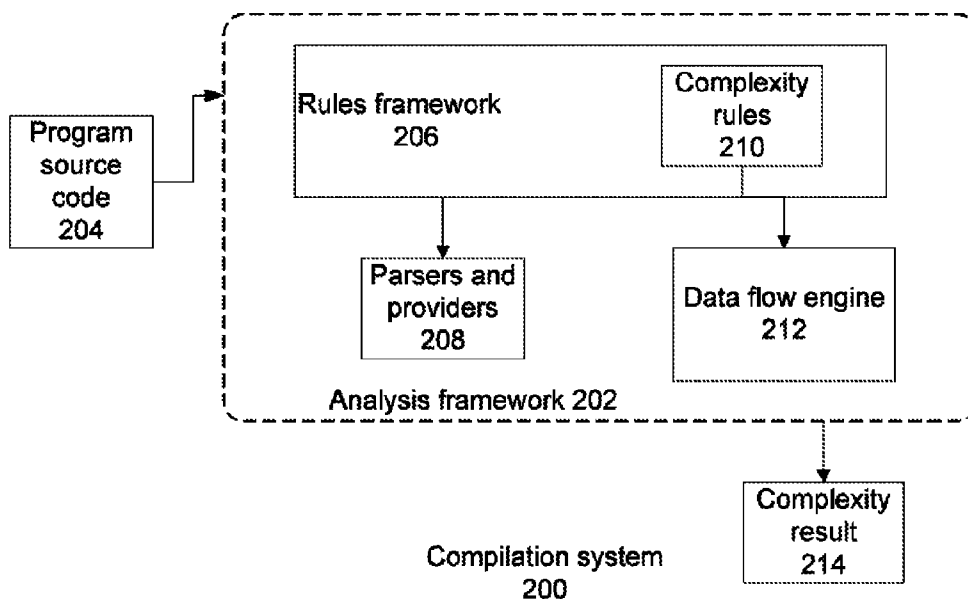 Program
source
code
204
Rules framework
206
Complexity
rules
210
Parsers and
providers
208
Data flow engine
212
Analysis framework 202
Complexity
result
214
Compilation system
200